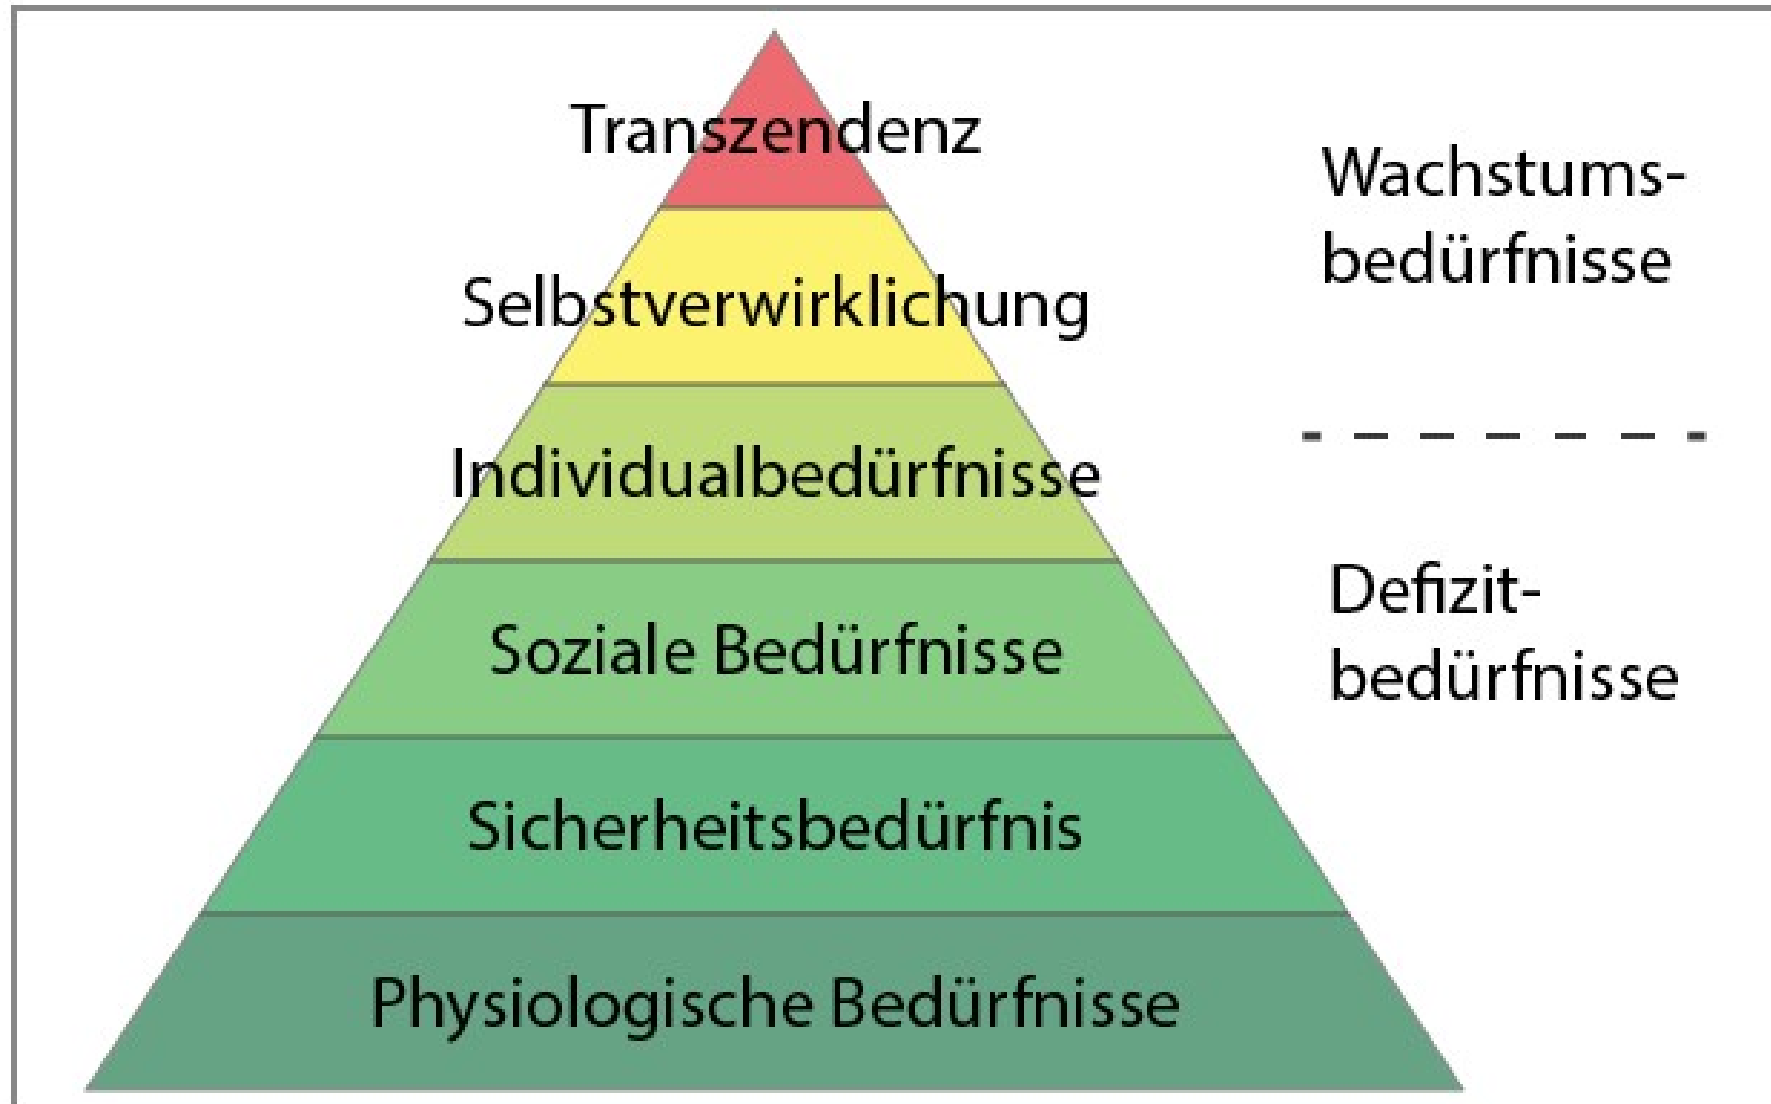 Transzendenz
Wachstums-
bedürfnisse
Selbstverwirklichung
Individualbedürfnisse
Defizit-
bedürfnisse
Soziale Bedürfnisse
Sicherheitsbedürfnis
Physiologische Bedürfnisse